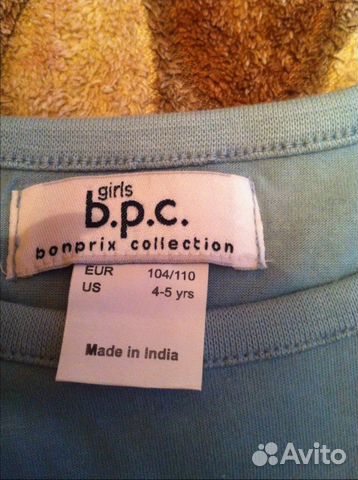 girls
b.p.c.
bonprix collection
EUR 104/110
US 4-5 yrs
Made in India
Avito